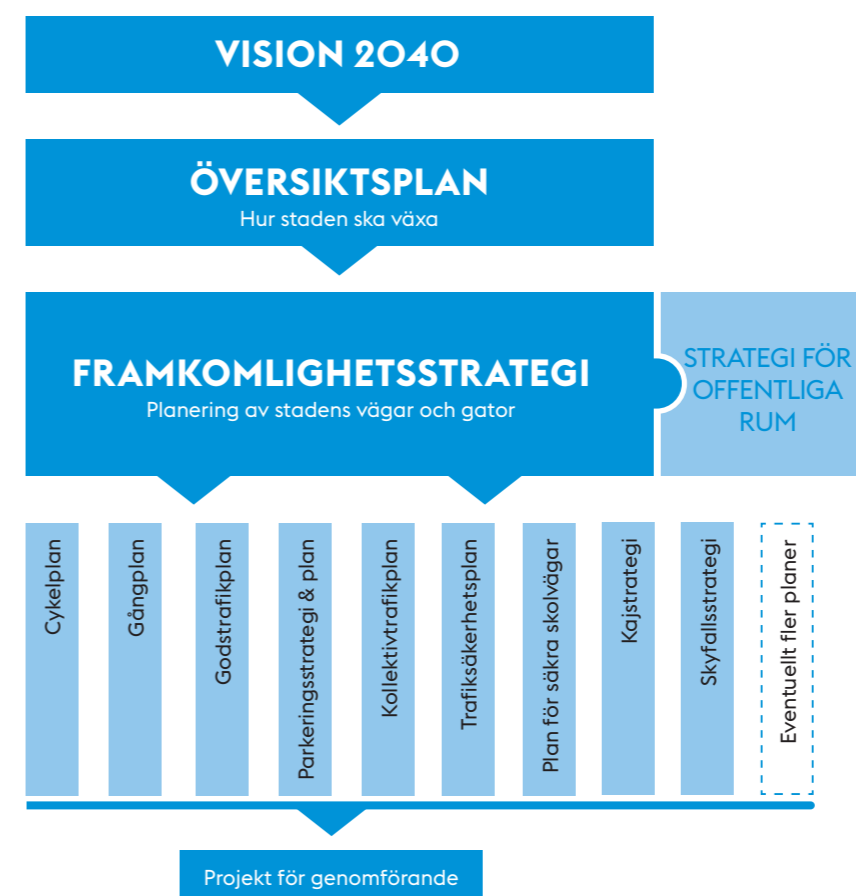 VISION 2040
ÖVERSIKTSPLAN
Hur staden ska växa
FRAMKOMLIGHETSSTRATEGI
Planering av stadens vägar och gator
STRATEGI FÖR
OFFENTLIGA
RUM
Cykelplan
Gångplan
Godstrafikplan
Parkeringsstrategi & plan
Kollektivtrafikplan
Trafiksäkerhetsplan
Plan för säkra skolvägar
Kajstrategi
Skyfallsstrategi
Eventuellt fler planer
Projekt för genomförande